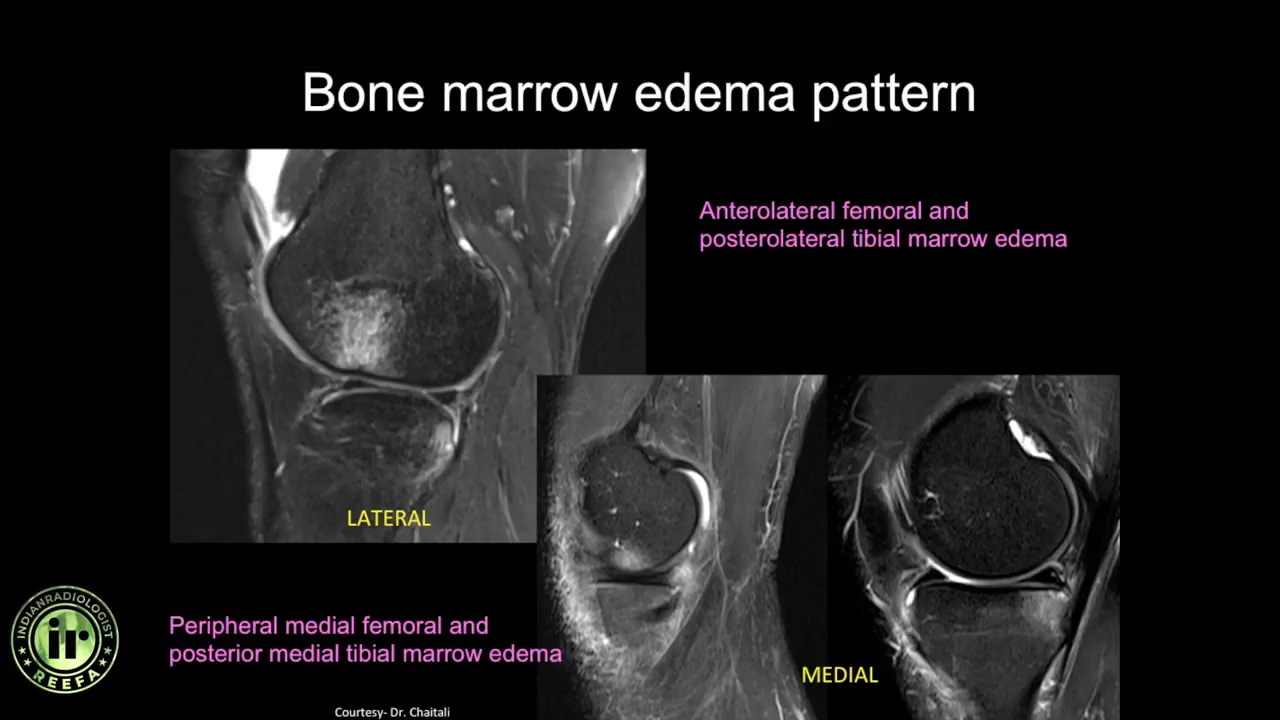 Bone marrow edema pattern
Anterolateral femoral and
posterolateral tibial marrow edema
LATERAL
Peripheral medial femoral and
posterior medial tibial marrow edema
MEDIAL
INDIANRADIOLOGIST
ir
REEFA
Courtesy- Dr. Chaitali